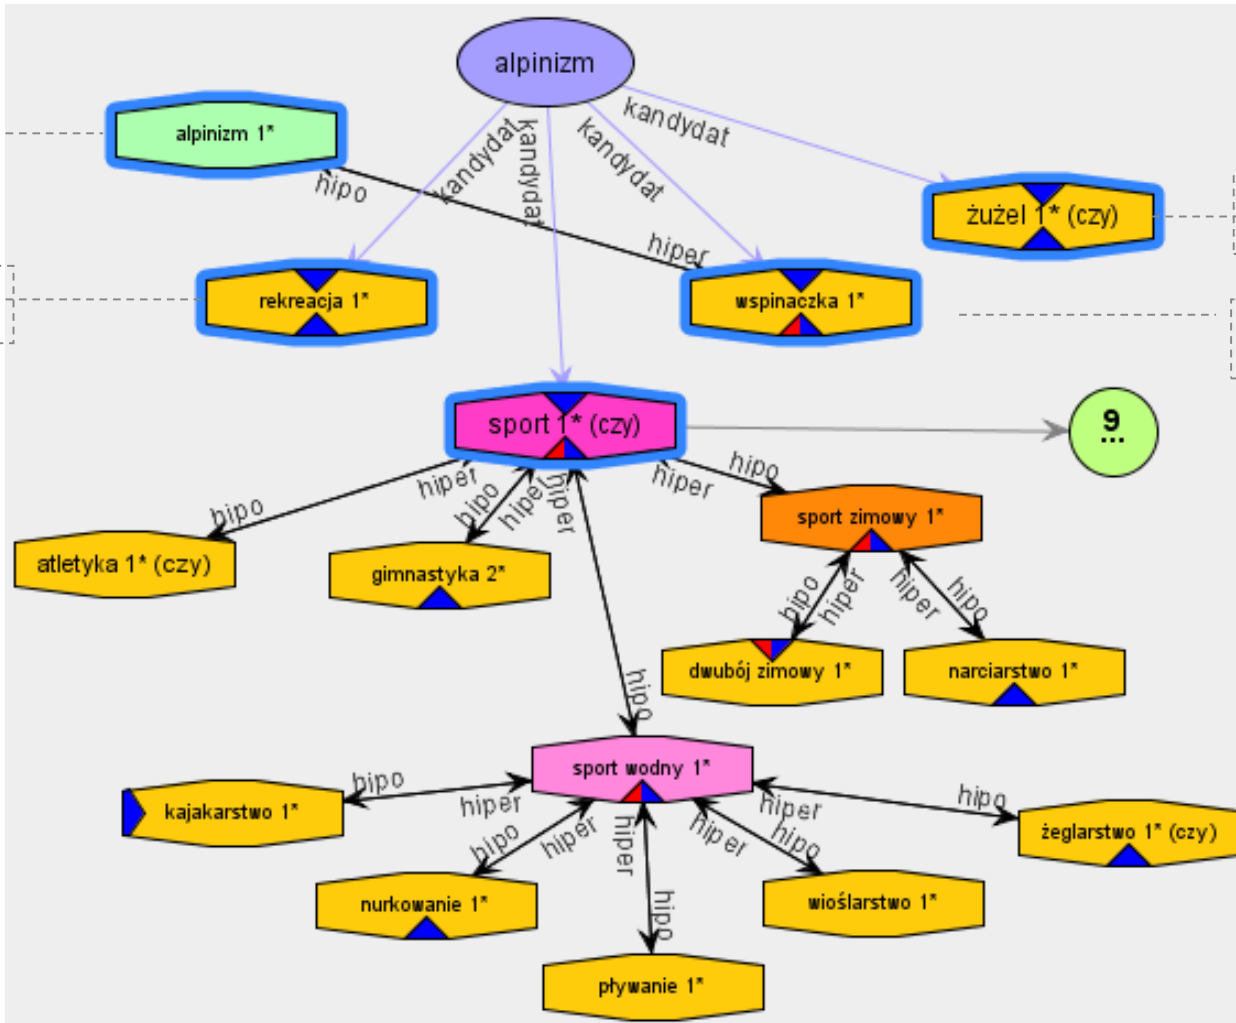 alpinizm
alpinizm 1*
kandydat
kandydat
kandydat
kandydat
hipo
hiper
żużel 1* (czy)
rekreacja 1*
wspinaczka 1*
sport 1* (czy)
9
...
hipo
hiper
hipo
hiper
hiper
hiper
hipo
sport zimowy 1*
atletyka 1* (czy)
gimnastyka 2*
hipo
hiper
hiper
hipo
dwubój zimowy 1*
narciarstwo 1*
hipo
sport wodny 1*
hipo
hiper
hiper
hipo
kajakarstwo 1*
żeglarstwo 1* (czy)
hipo
hiper
hiper
hiper
hipo
nurkowanie 1*
hipo
wioślarstwo 1*
pływanie 1*